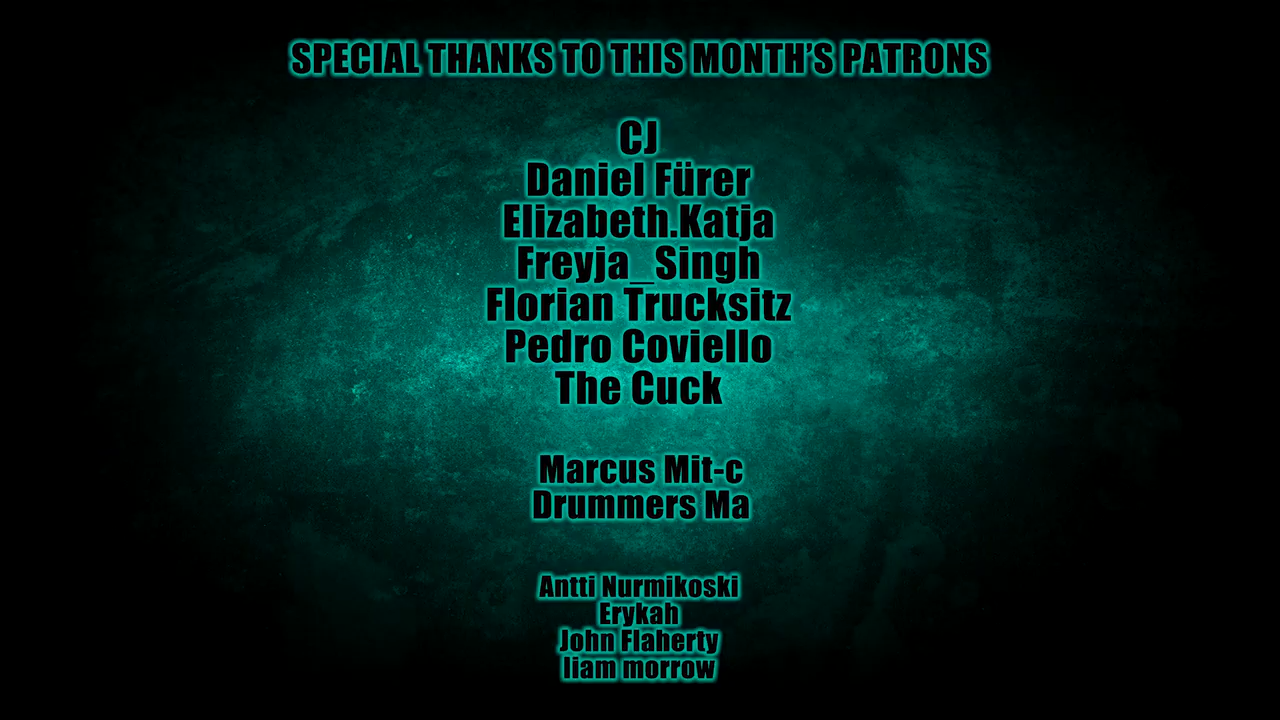 SPECIAL THANKS TO THIS MONTH'S PATRONS
CJ
Daniel Fürer
Elizabeth.Katja
Freyja_Singh
Florian Trucksitz
Pedro Coviello
The Cuck
Marcus Mit-c
Drummers Ma
Antti Nurmikoski
Erykah
John Flaherty
liam morrow